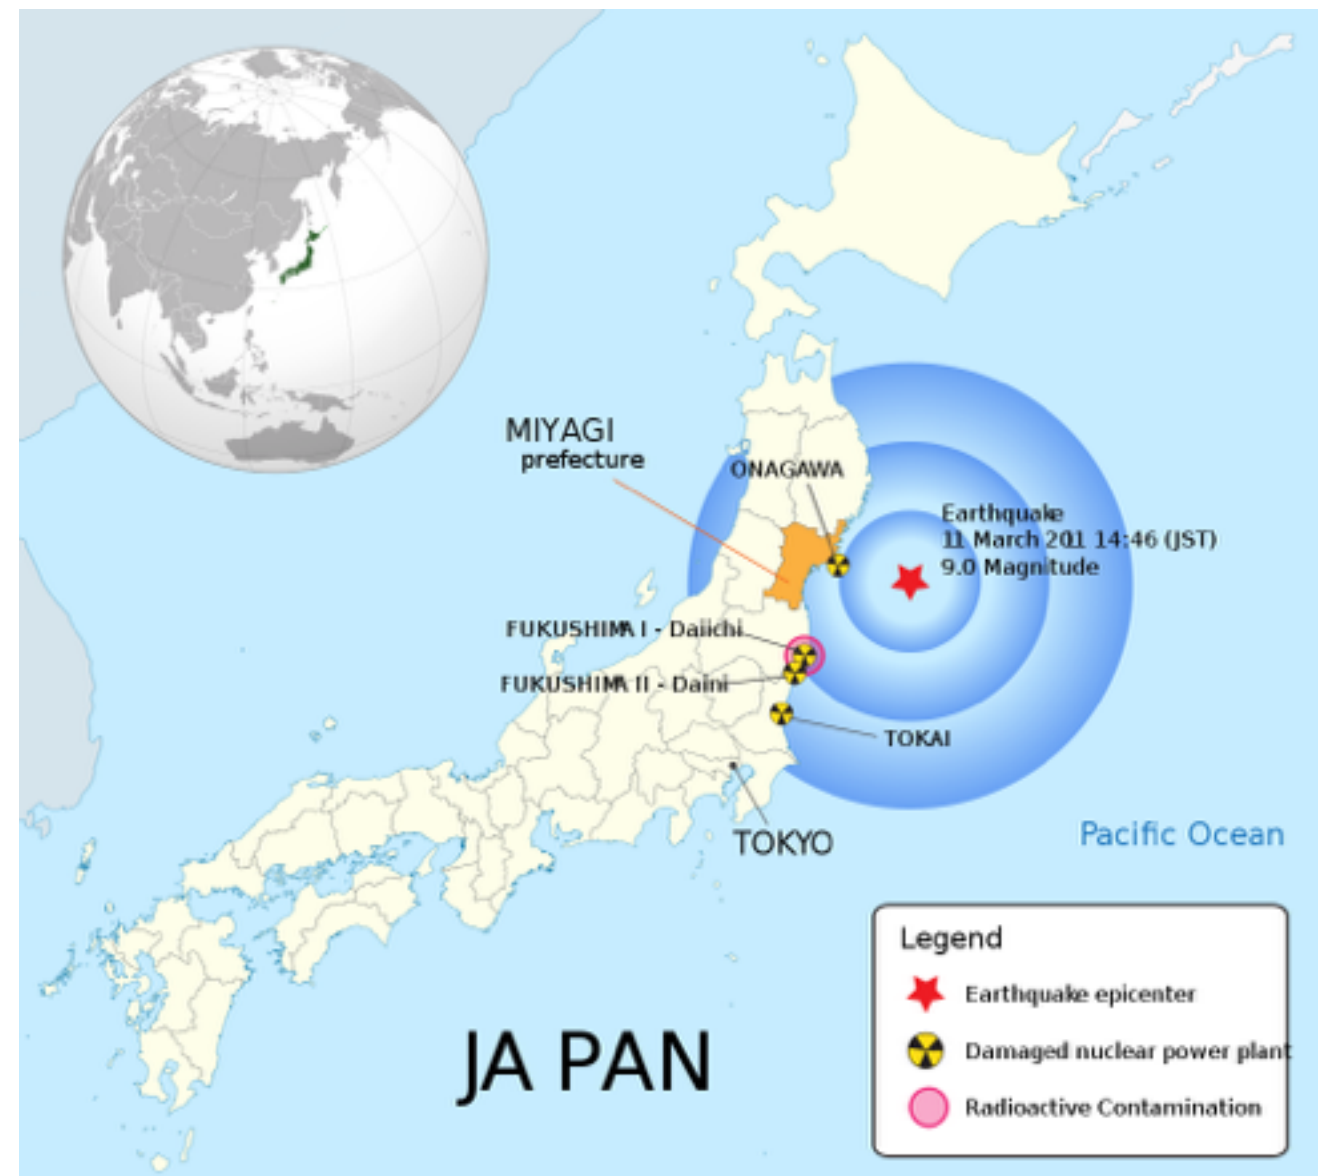 MIYAGI
prefecture
ONAGAWA
Earthquake
11 March 2011 14:46 (JST)
9.0 Magnitude
FUKUSHIMA I - Daiichi
FUKUSHIMA II - Daini
TOKAI
TOKYO
Pacific Ocean
JA PAN
Legend
Earthquake epicenter
Damaged nuclear power plant
Radioactive Contamination